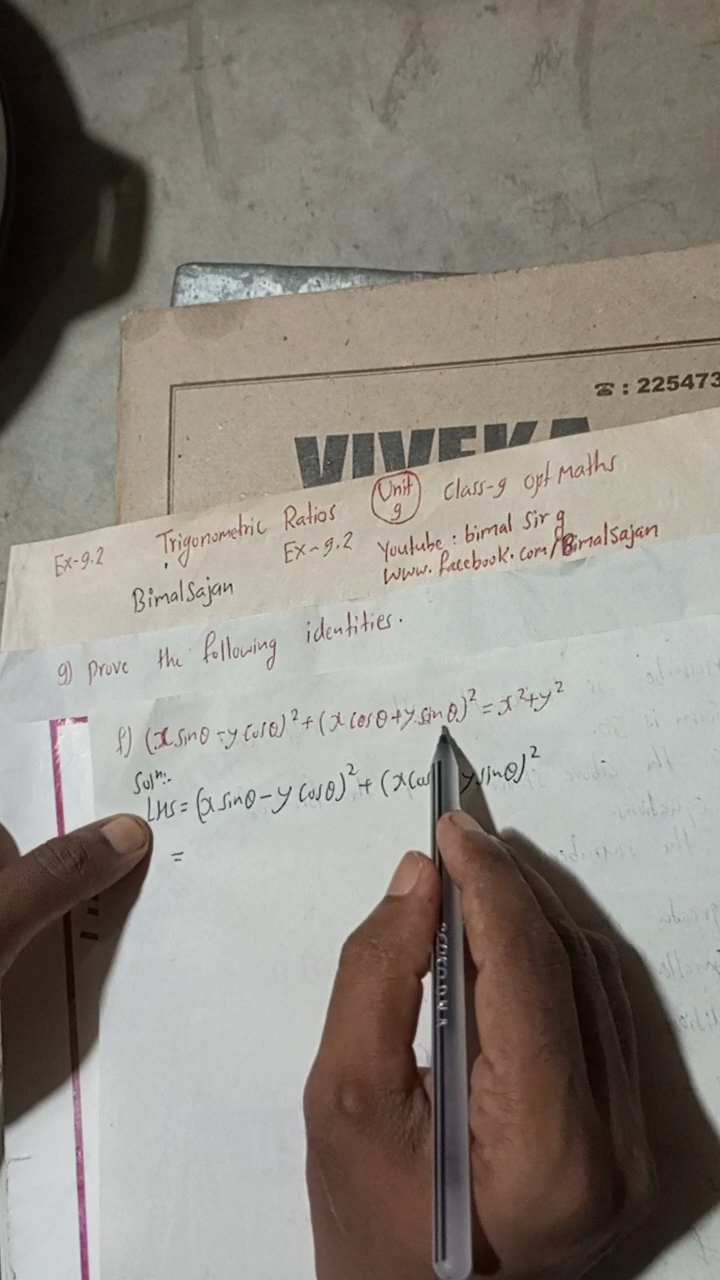 ☎: 225473
VIVEKA
Trigonometric Ratios Unit 9 Class-9 opt Maths
Ex-9.2 Ex-9.2 Youtube: bimal Sir g
BimalSajan www.facebook.com/BimalSajan
9) prove the following identities.
f) (x sinθ - y cosθ)² + (x cosθ + y sinθ)² = x² + y²
Solⁿ:-
LHS = (x sinθ - y cosθ)² + (x cos y sinθ)²
=